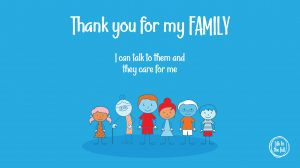 Thank you for my FAMILY
I can talk to them and
they care for me